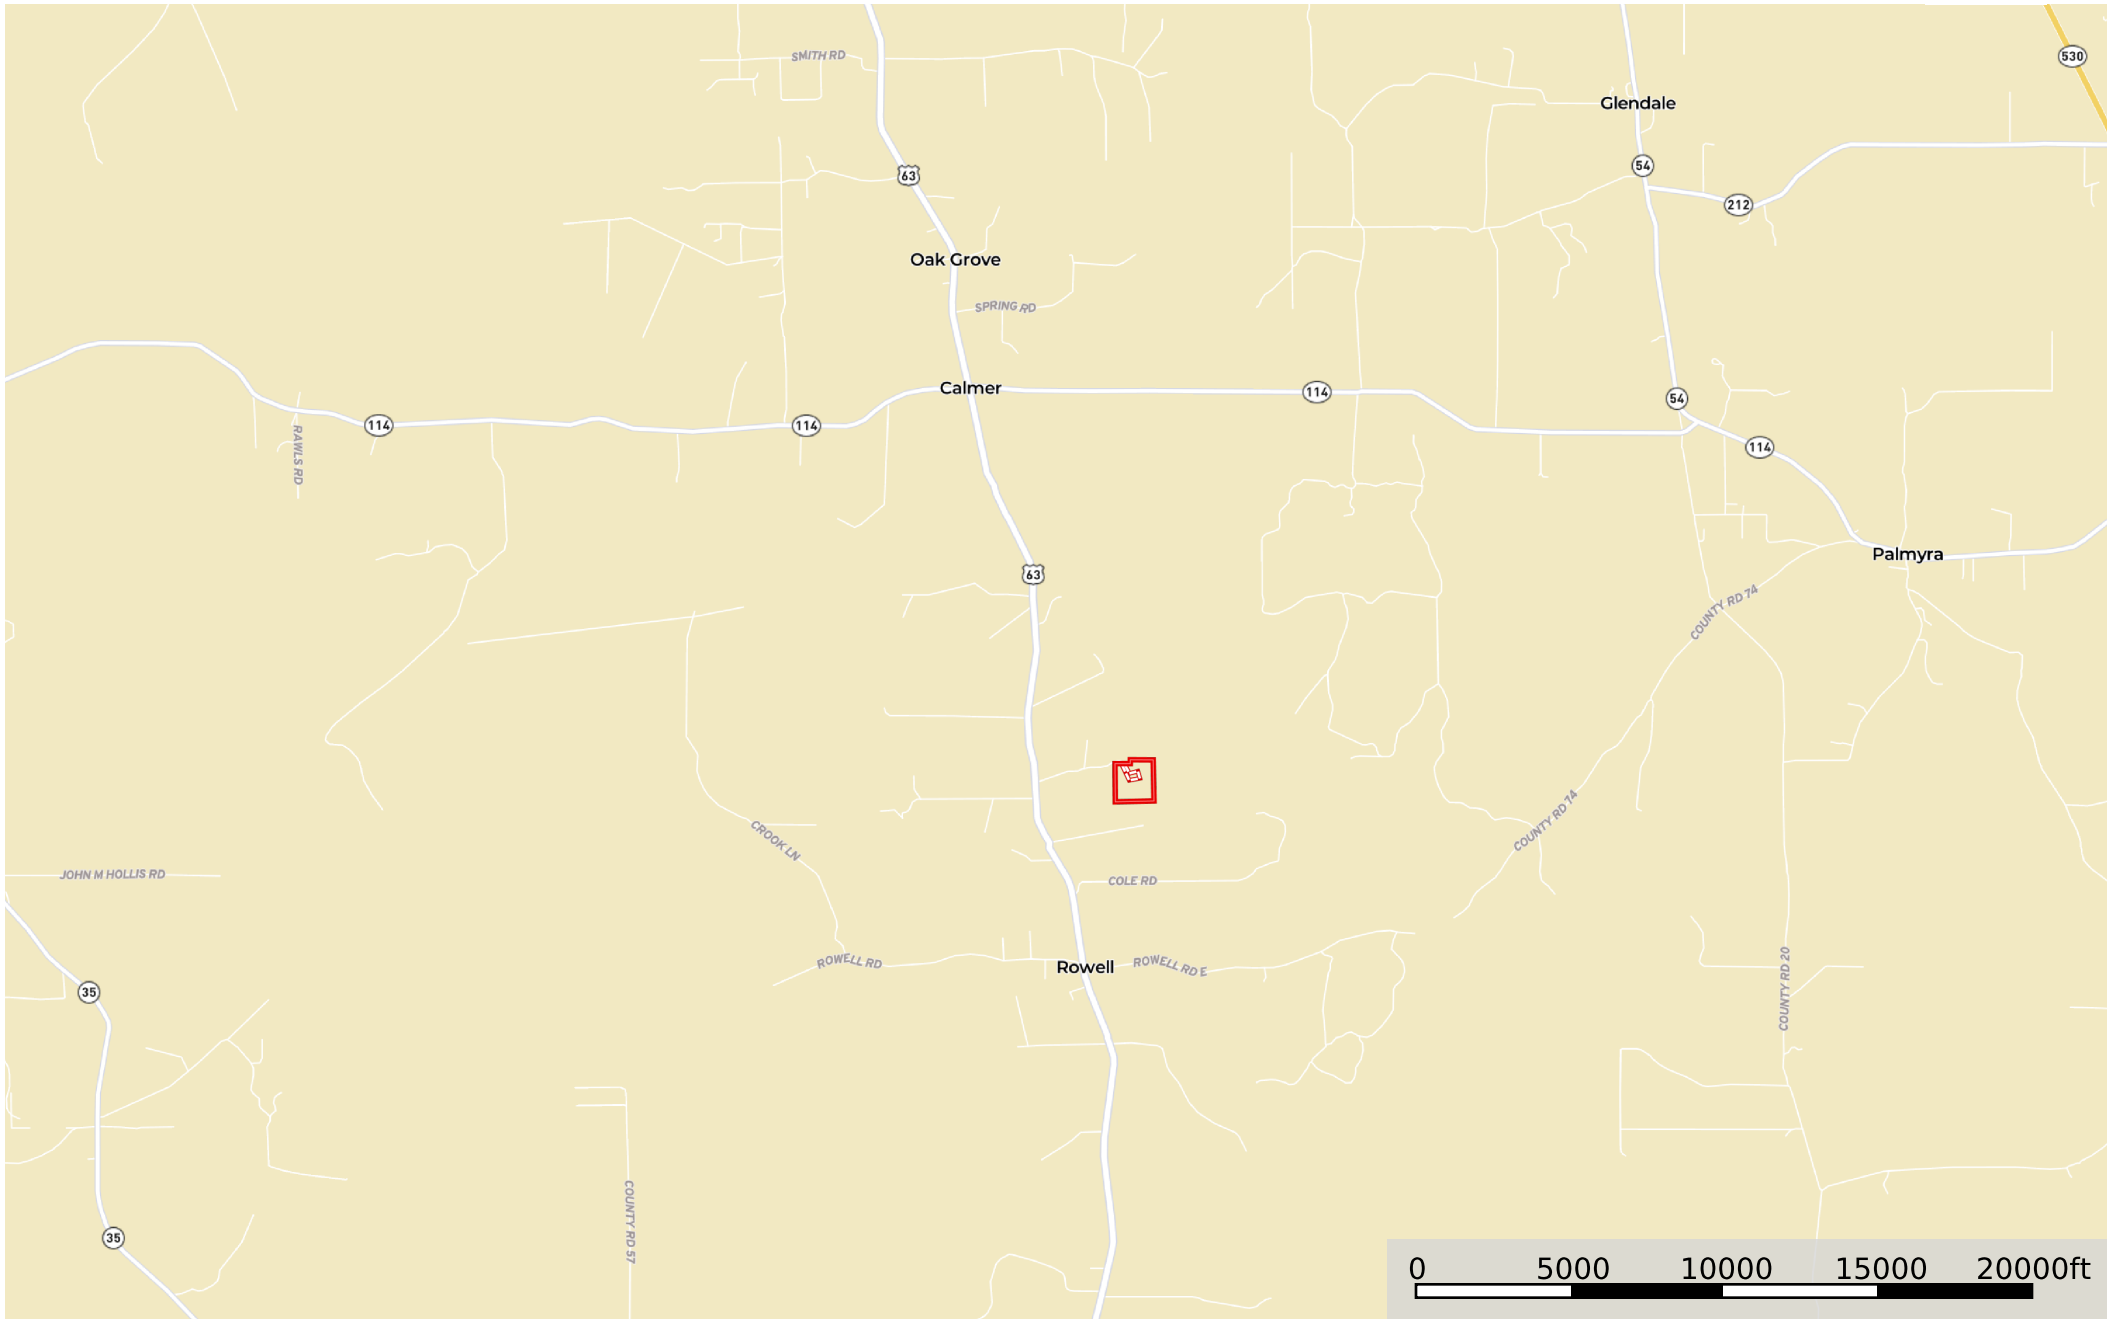 SMITH RD
530
Glendale
54
63
212
Oak Grove
SPRING RD
Calmer
114
54
114
114
RAWLS RD
114
Palmyra
63
COUNTY RD 74
COUNTY RD 74
CROOK LN
JOHN M HOLLIS RD
COLE RD
ROWELL RD
Rowell
ROWELL RD E
35
COUNTY RD 20
COUNTY RD 57
35
0 5000 10000 15000 20000ft